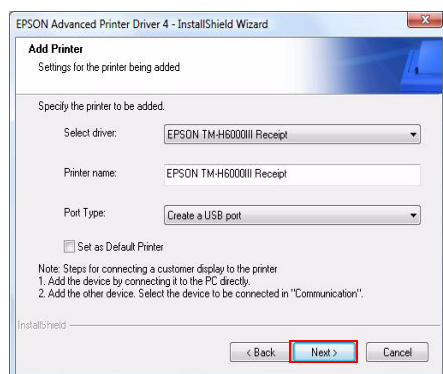 EPSON Advanced Printer Driver 4 - InstallShield Wizard
Add Printer
Settings for the printer being added
Specify the printer to be added.
Select driver: EPSON TM-H6000III Receipt
Printer name: EPSON TM-H6000III Receipt
Port Type: Create a USB port
Set as Default Printer
Note: Steps for connecting a customer display to the printer
1. Add the device by connecting it to the PC directly.
2. Add the other device. Select the device to be connected in "Communication".
InstallShield
< Back Next > Cancel